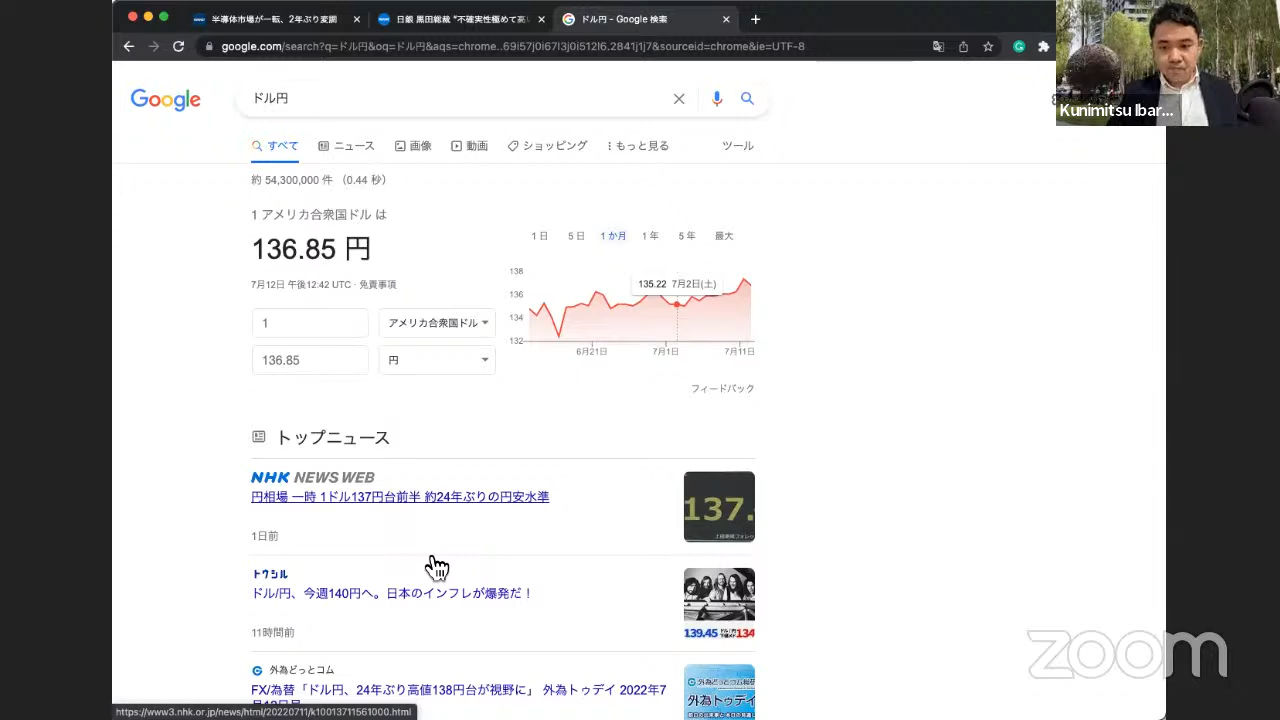 半導体市場が一転、2年ぶり変調
日銀 黒田総裁 "不確実性極めて高い
ドル円 - Google 検索
google.com/search?q=ドル円&oq=ドル円&aqs=chrome..69i57j0i67l3j0i512l6.2841j1j7&sourceid=chrome&ie=UTF-8
Kunimitsu Ibar...
Google
ドル円
すべて ニュース 画像 動画 ショッピング もっと見る ツール
約 54,300,000 件 （0.44 秒）
1 アメリカ合衆国ドル は
136.85 円
7月12日 午後12:42 UTC · 免責事項
1 アメリカ合衆国ドル
136.85 円
1 日 5 日 1 か月 1 年 5 年 最大
138
136
134
132
135.22 7月2日(土)
6月21日 7月1日 7月11日
フィードバック
トップニュース
NHK NEWS WEB
円相場 一時 1ドル137円台前半 約24年ぶりの円安水準
1日前
137.
トウシル
ドル/円、今週140円へ。日本のインフレが爆発だ！
11時間前
139.45 134
外為どっとコム
FX/為替「ドル円、24年ぶり高値138円台が視野に」 外為トゥデイ 2022年7
月12日号
外為どっとコム総研
外為トゥデイ
https://www3.nhk.or.jp/news/html/20220711/k10013711561000.html
zoom